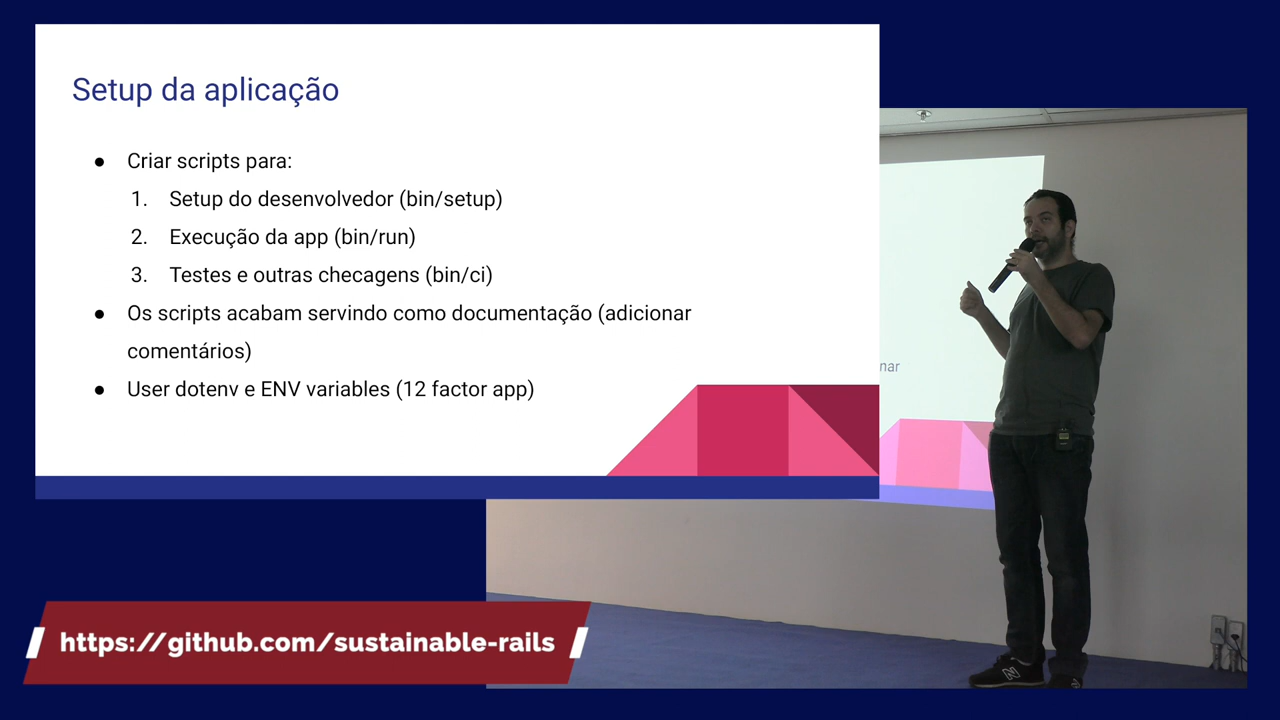 Setup da aplicação
● Criar scripts para:
1. Setup do desenvolvedor (bin/setup)
2. Execução da app (bin/run)
3. Testes e outras checagens (bin/ci)
● Os scripts acabam servindo como documentação (adicionar
comentários)
● User dotenv e ENV variables (12 factor app)
nar
https://github.com/sustainable-rails